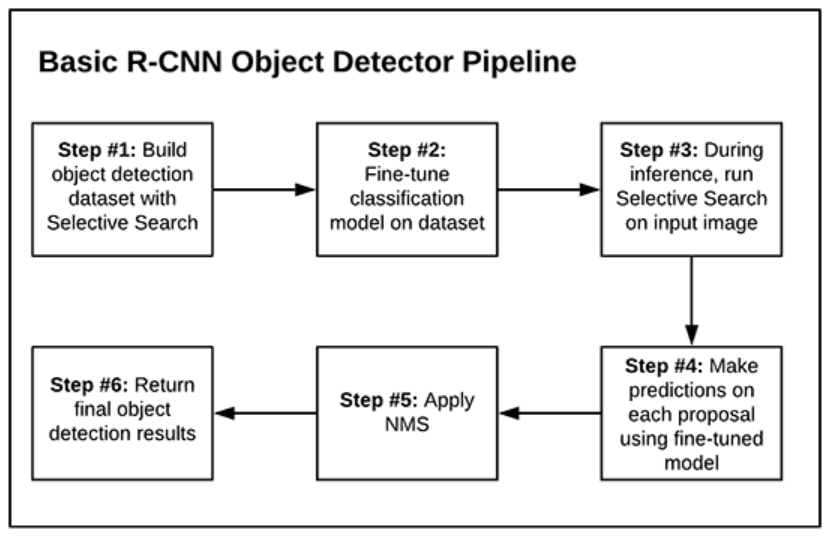 Basic R-CNN Object Detector Pipeline
Step #1: Build
object detection
dataset with
Selective Search
Step #2:
Fine-tune
classification
model on dataset
Step #3: During
inference, run
Selective Search
on input image
Step #4: Make
predictions on
each proposal
using fine-tuned
model
Step #5: Apply
NMS
Step #6: Return
final object
detection results